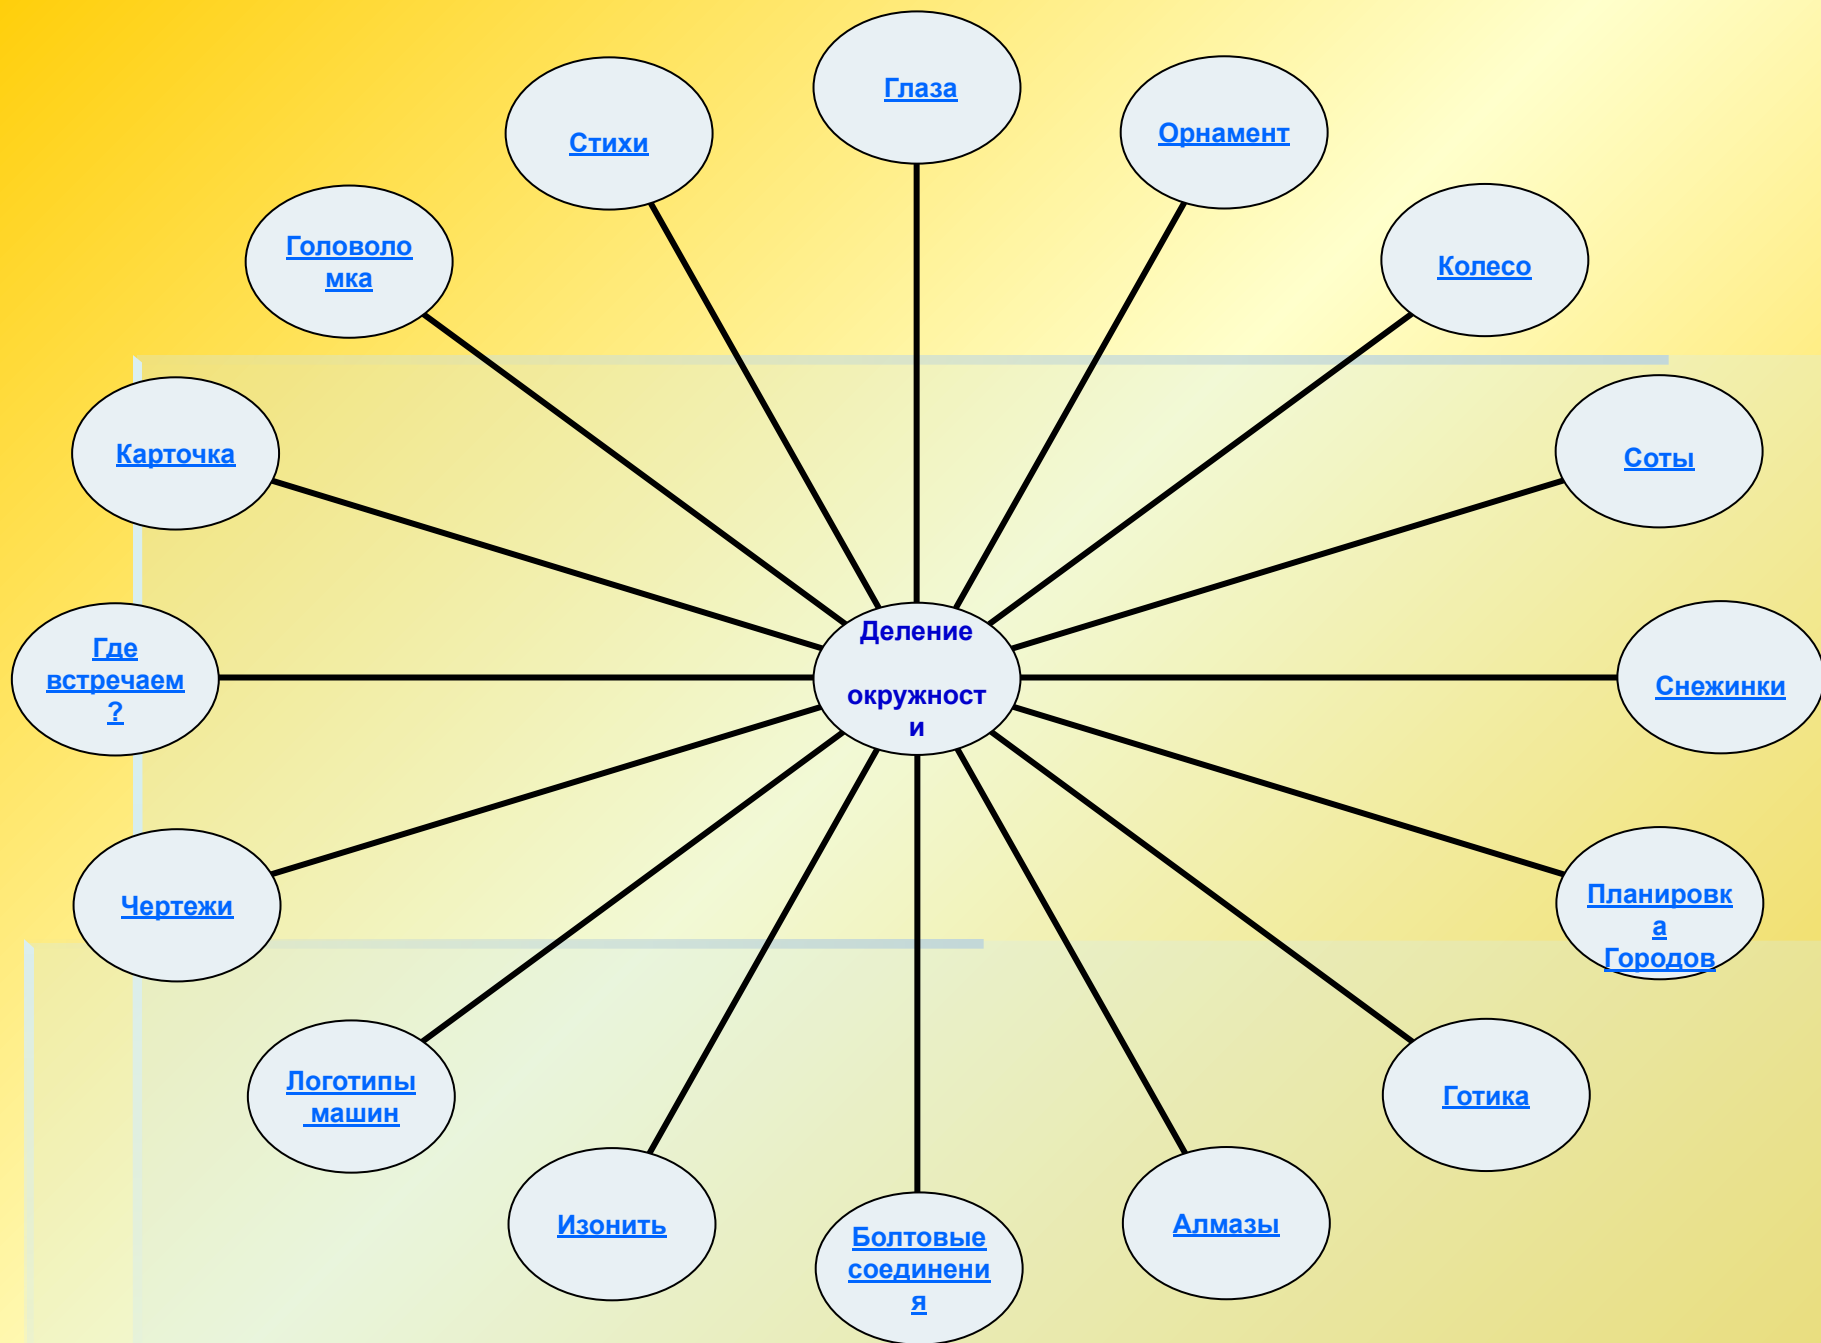 Глаза
Орнамент
Стихи
Колесо
Головоло
мка
Карточка
Соты
Деление
окружност
и
Где
встречаем
?
Снежинки
Чертежи
Планировк
а
Городов
Логотипы
машин
Готика
Изонить
Алмазы
Болтовые
соединени
я